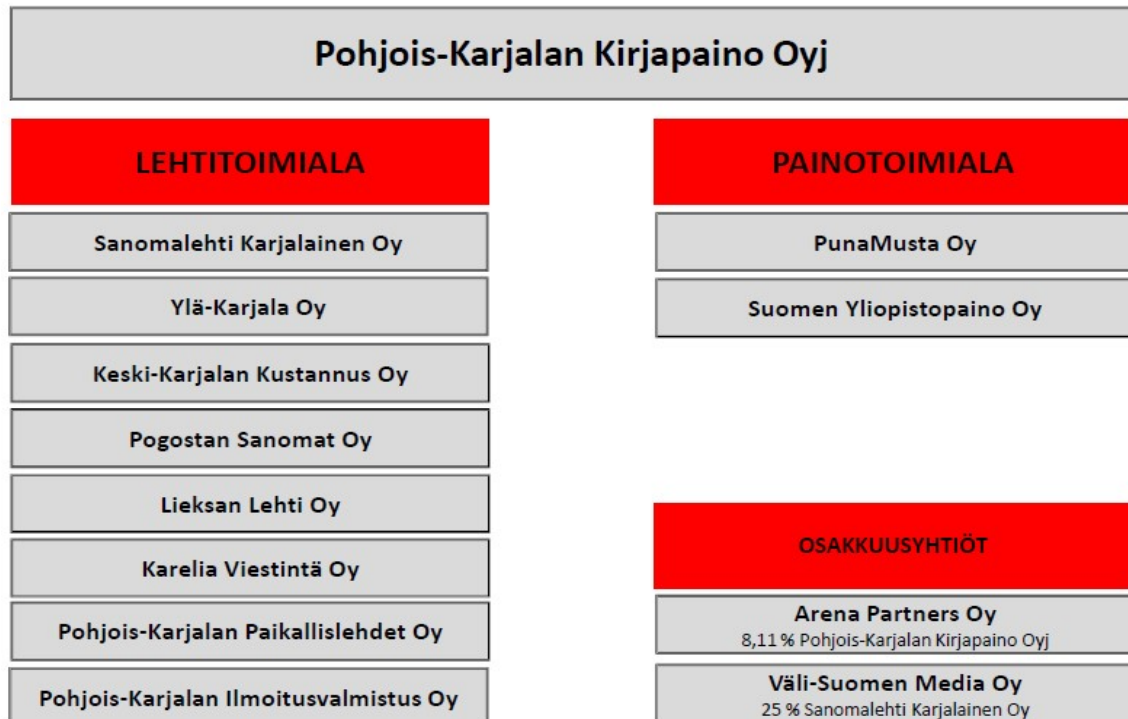 Pohjois-Karjalan Kirjapaino Oyj
LEHTITOIMIALA
Sanomalehti Karjalainen Oy
Ylä-Karjala Oy
Keski-Karjalan Kustannus Oy
Pogostan Sanomat Oy
Lieksan Lehti Oy
Karelia Viestintä Oy
Pohjois-Karjalan Paikallislehdet Oy
Pohjois-Karjalan Ilmoitusvalmistus Oy
PAINOTOIMIALA
PunaMusta Oy
Suomen Yliopistopaino Oy
OSAKKUUSYHTIÖT
Arena Partners Oy
8,11 % Pohjois-Karjalan Kirjapaino Oyj
Väli-Suomen Media Oy
25 % Sanomalehti Karjalainen Oy